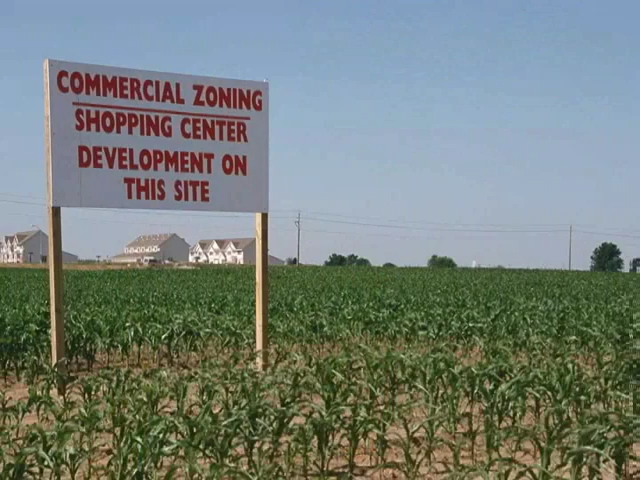 COMMERCIAL ZONING
SHOPPING CENTER
DEVELOPMENT ON
THIS SITE